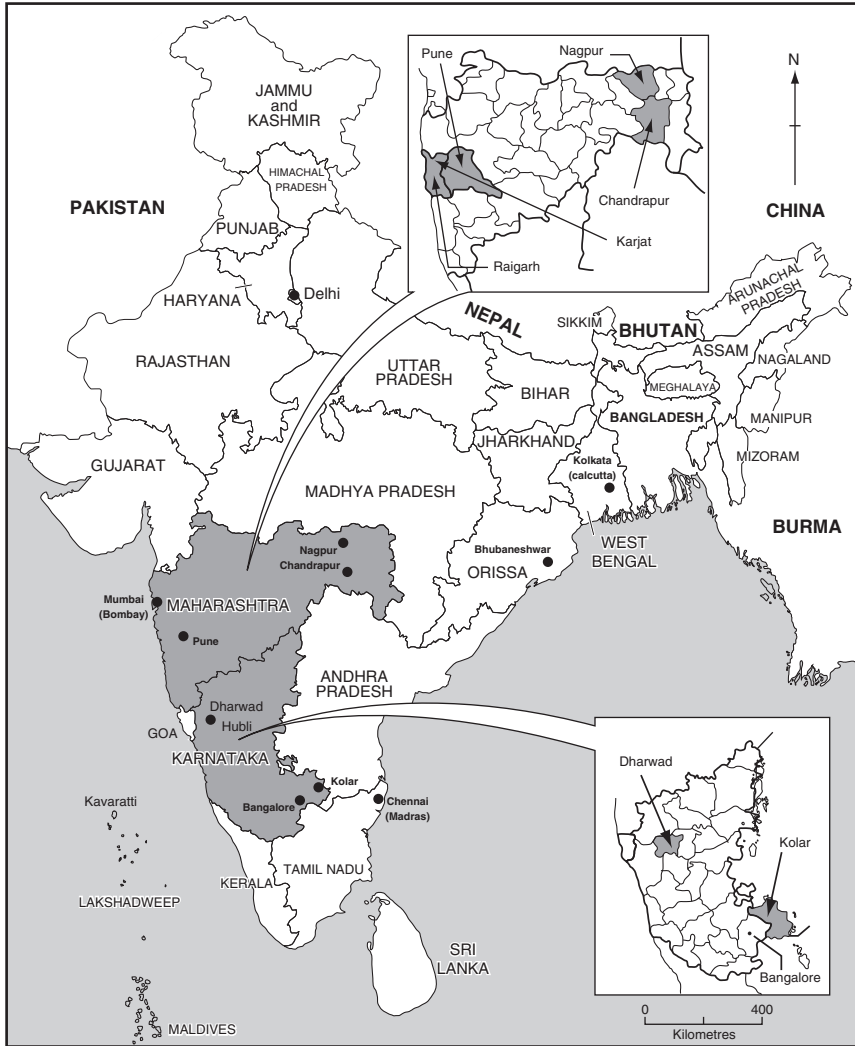 Pune
Nagpur
Chandrapur
Karjat
Raigarh
N
JAMMU
and
KASHMIR
HIMACHAL
PRADESH
PAKISTAN
PUNJAB
CHINA
HARYANA
Delhi
RAJASTHAN
NEPAL
SIKKIM
BHUTAN
ARUNACHAL
PRADESH
ASSAM
NAGALAND
UTTAR
PRADESH
BIHAR
MEGHALAYA
BANGLADESH
MANIPUR
JHARKHAND
MIZORAM
GUJARAT
MADHYA PRADESH
Kolkata
(calcutta)
BURMA
WEST
BENGAL
Nagpur
Chandrapur
Bhubaneshwar
ORISSA
Mumbai
(Bombay)
MAHARASHTRA
Pune
ANDHRA
PRADESH
Dharwad
Hubli
GOA
KARNATAKA
Kolar
Bangalore
Chennai
(Madras)
Kavaratti
TAMIL NADU
KERALA
LAKSHADWEEP
SRI
LANKA
MALDIVES
Dharwad
Kolar
Bangalore
0 400
Kilometres